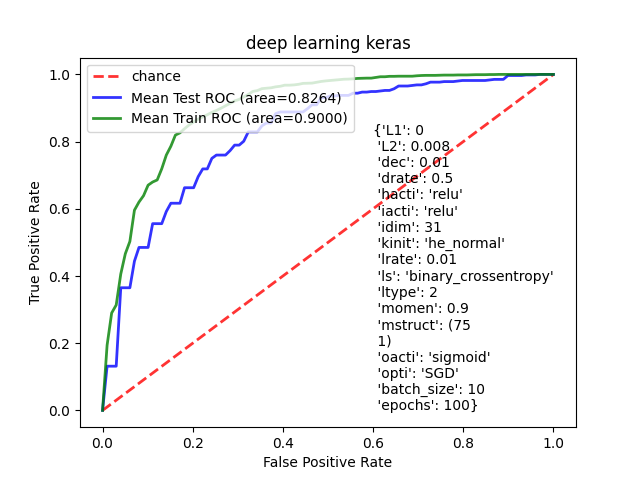 deep learning keras
1.0
0.8
0.6
0.4
0.2
0.0
True Positive Rate
chance
Mean Test ROC (area=0.8264)
Mean Train ROC (area=0.9000)
{'L1': 0
'L2': 0.008
'dec': 0.01
'drate': 0.5
'hacti': 'relu'
'iacti': 'relu'
'idim': 31
'kinit': 'he_normal'
'lrate': 0.01
'ls': 'binary_crossentropy'
'ltype': 2
'momen': 0.9
'mstruct': (75
1)
'oacti': 'sigmoid'
'opti': 'SGD'
'batch_size': 10
'epochs': 100}
0.0 0.2 0.4 0.6 0.8 1.0
False Positive Rate